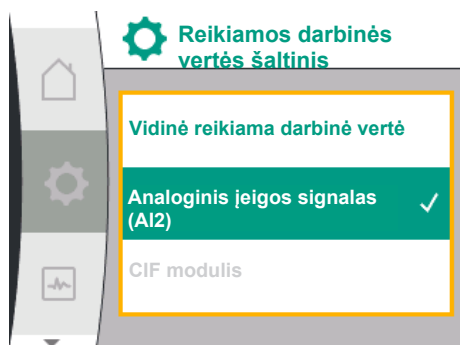 Reikiamos darbinės
vertės šaltinis
Vidinė reikiama darbinė vertė
Analoginis įeigos signalas
(AI2)
CIF modulis